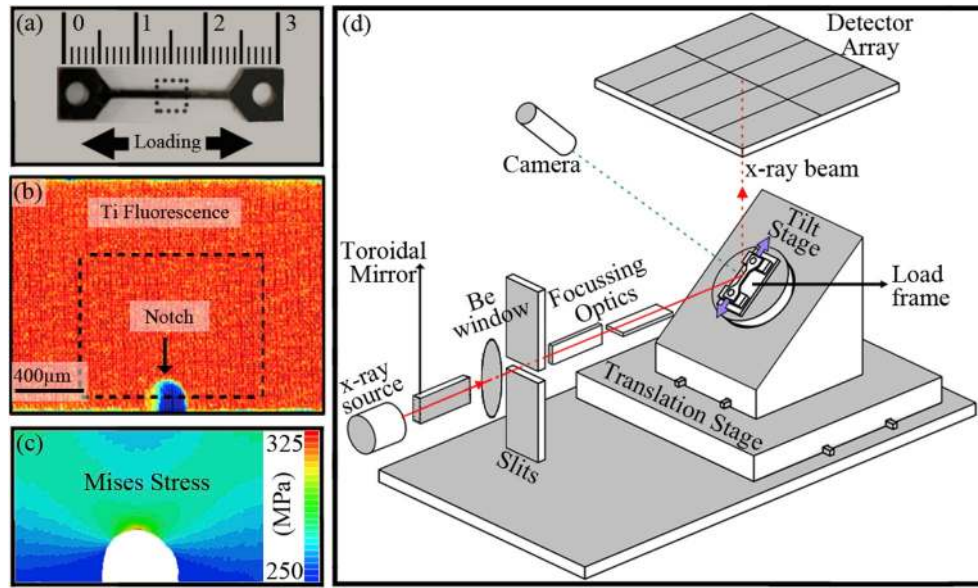 (a)
0 1 2 3
Loading
(b)
Ti Fluorescence
Notch
400μm
(c)
Mises Stress
325
(MPa)
250
(d)
Detector
Array
Camera
x-ray beam
Toroidal
Mirror
Be
window
Focussing
Optics
Tilt
Stage
Load
frame
x-ray
source
Slits
Translation Stage